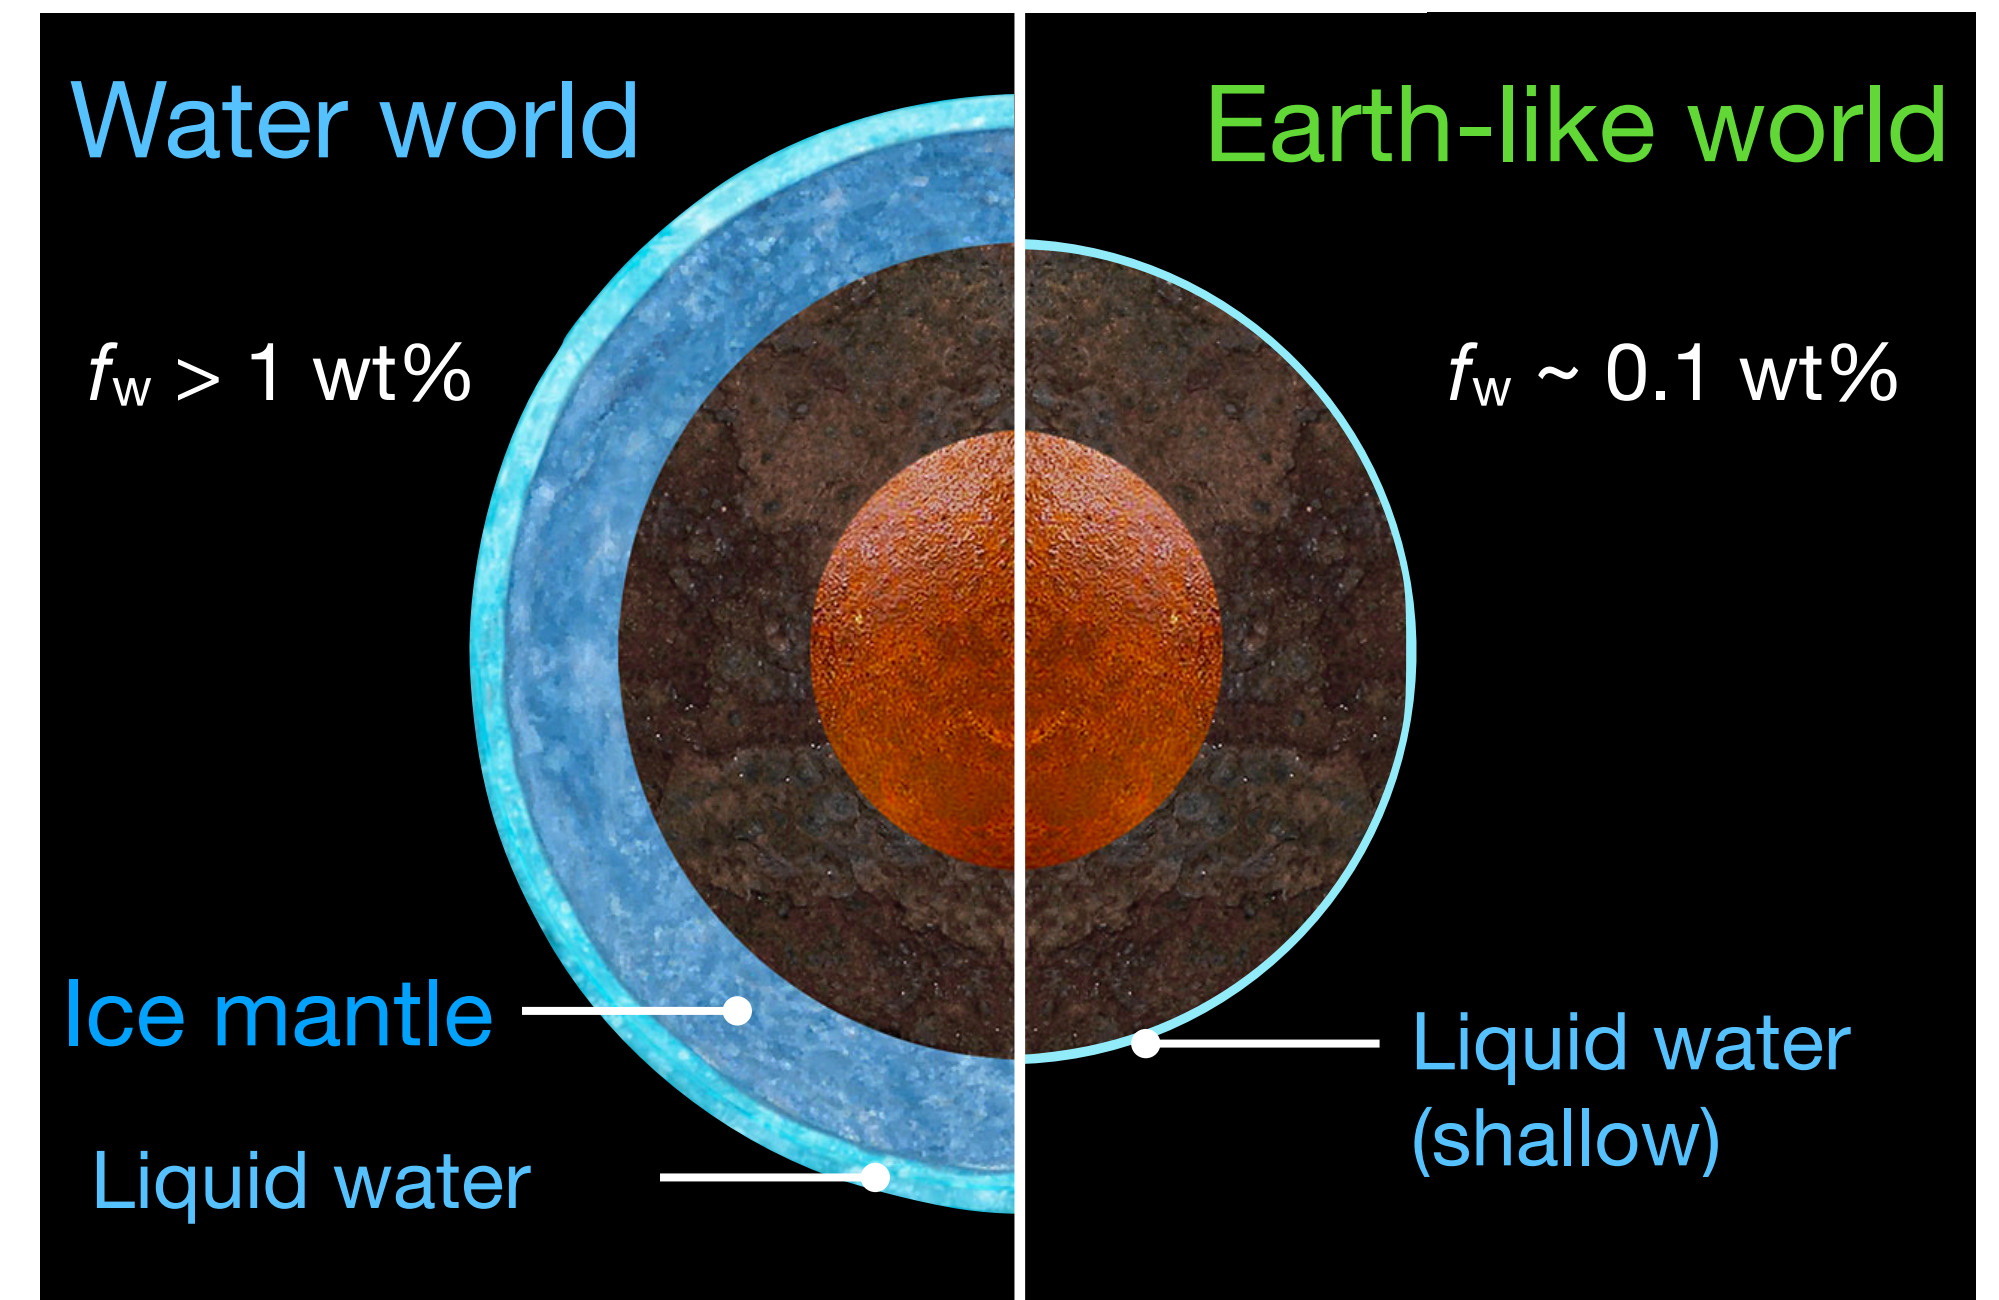 Water world
Earth-like world
fw > 1 wt%
fw ~ 0.1 wt%
Ice mantle
Liquid water
Liquid water
(shallow)